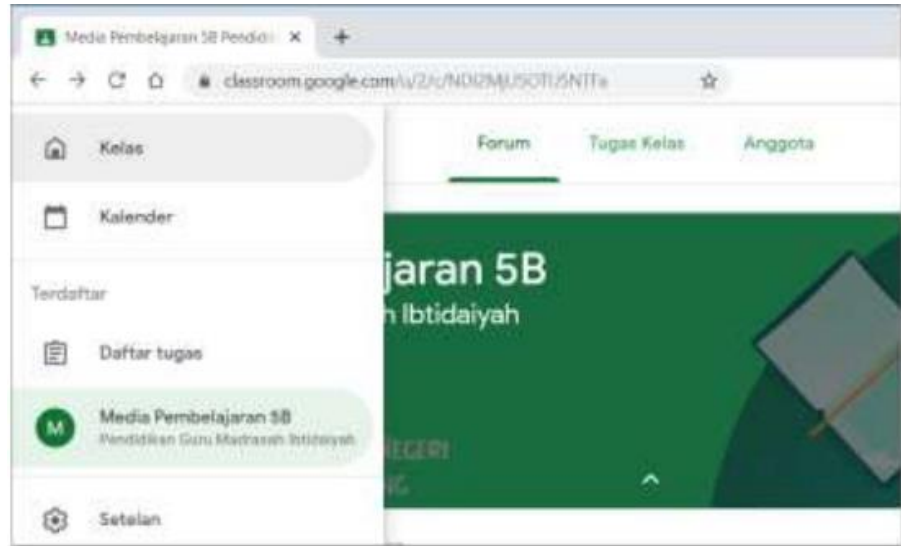 Media Pembelajaran 5B Pendidi
classroom.google.com/u/2/c/
Kelas
Forum
Tugas Kelas
Anggota
Kalender
jaran 5B
h Ibtidaiyah
Terdaftar
Daftar tugas
M
Media Pembelajaran 5B
Pendidikan Guru Madrasah Ibtidaiyah
EGERI
Setelan